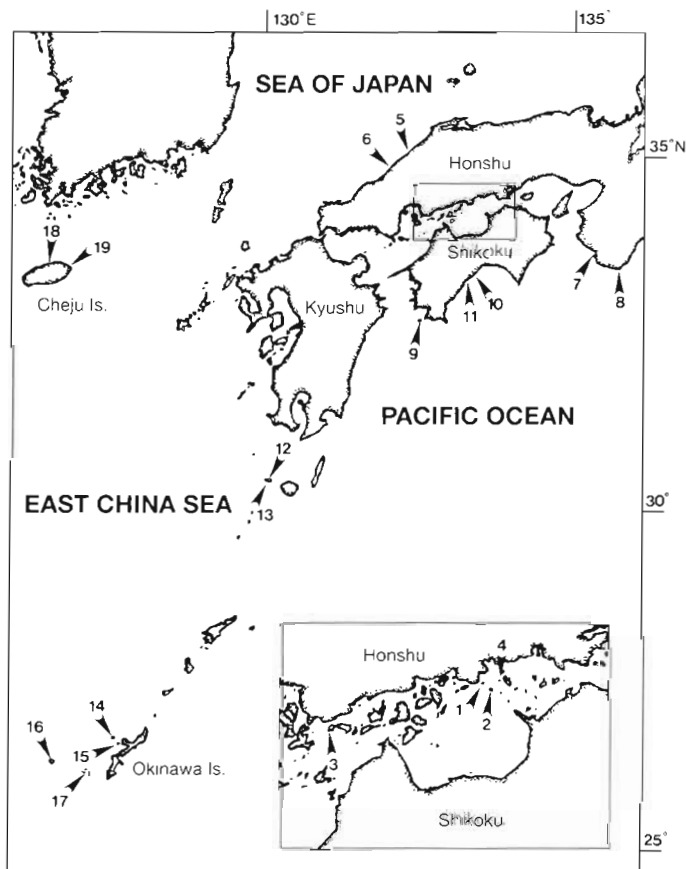 130°E
135°
SEA OF JAPAN
5
6
35°N
Honshu
18
19
Shikoku
Cheju Is.
Kyushu
7
8
10
11
9
PACIFIC OCEAN
12
EAST CHINA SEA
13
30°
Honshu
4
1
2
14
16
15
Okinawa Is.
3
17
Shikoku
25°